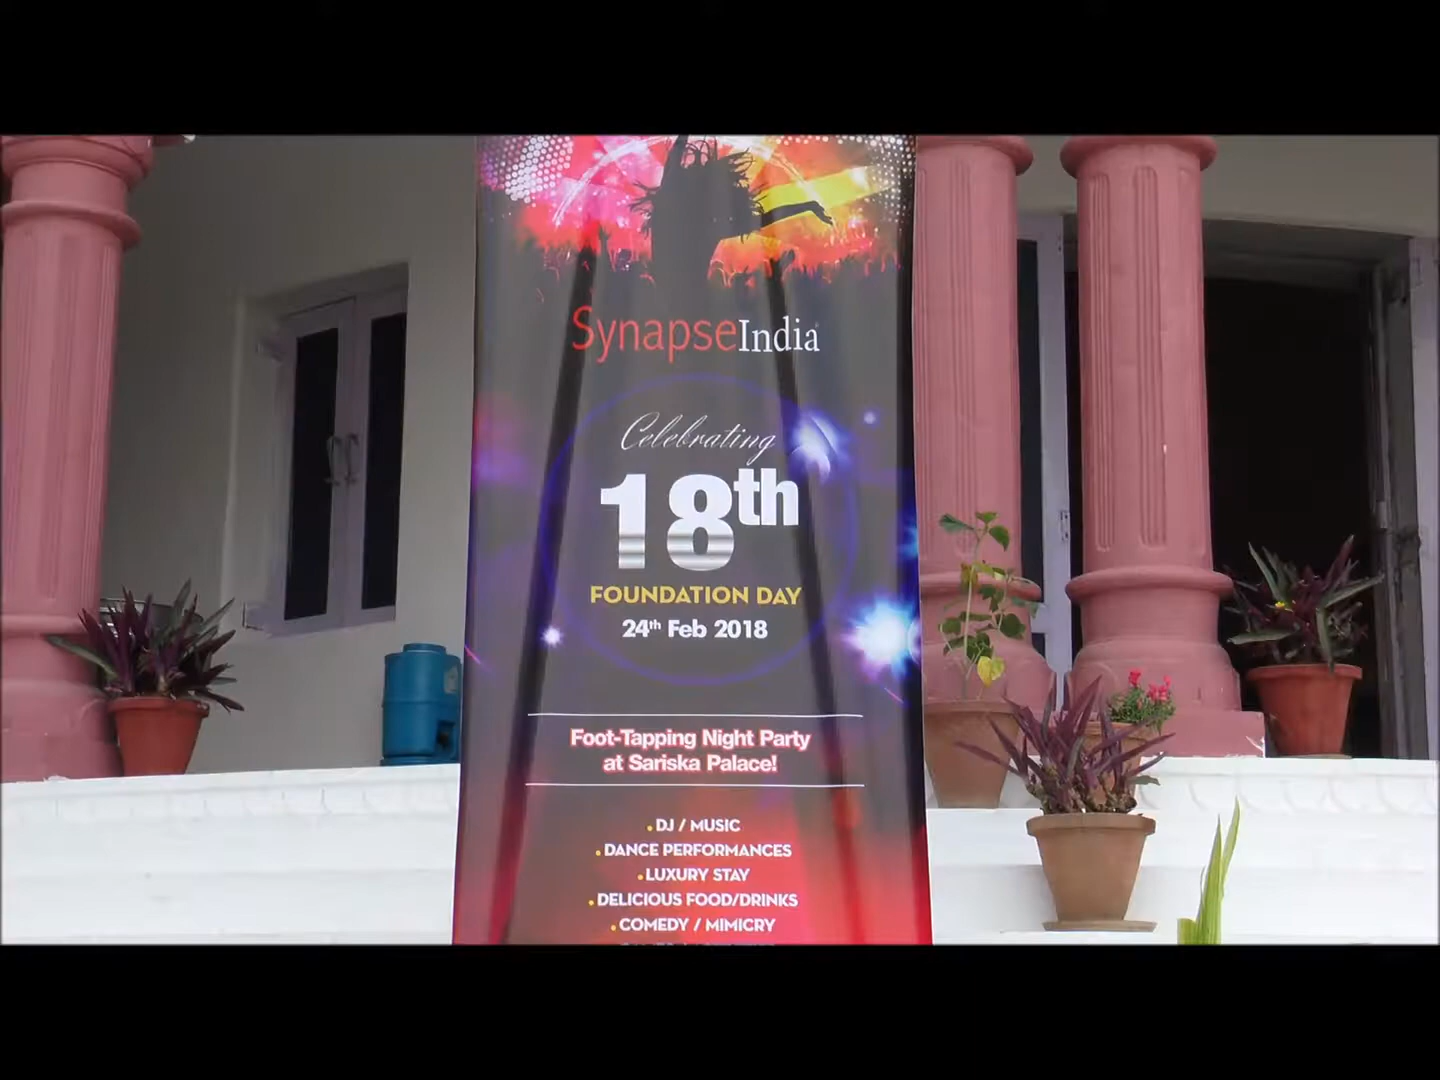 SynapseIndia
Celebrating
18th
FOUNDATION DAY
24th Feb 2018
Foot-Tapping Night Party
at Sariska Palace!
. DJ / MUSIC
. DANCE PERFORMANCES
. LUXURY STAY
. DELICIOUS FOOD/DRINKS
. COMEDY / MIMICRY